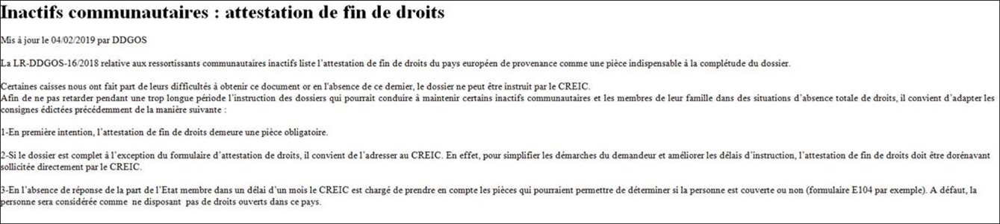 Inactifs communautaires : attestation de fin de droits
Mis à jour le 04/02/2019 par DDGOS
La LR-DDGOS-16/2018 relative aux ressortissants communautaires inactifs liste l'attestation de fin de droits du pays européen de provenance comme une pièce indispensable à la complétude du dossier.
Certaines caisses nous ont fait part de leurs difficultés à obtenir ce document or en l'absence de ce dernier, le dossier ne peut être instruit par le CREIC.
Afin de ne pas retarder pendant une trop longue période l'instruction des dossiers qui pourrait conduire à maintenir certains inactifs communautaires et les membres de leur famille dans des situations d'absence totale de droits, il convient d'adapter les
consignes édictées précédemment de la manière suivante :
1-En première intention, l'attestation de fin de droits demeure une pièce obligatoire.
2-Si le dossier est complet à l'exception du formulaire d'attestation de droits, il convient de l'adresser au CREIC. En effet, pour simplifier les démarches du demandeur et améliorer les délais d'instruction, l'attestation de fin de droits doit être dorénavant
sollicitée directement par le CREIC.
3-En l'absence de réponse de la part de l'Etat membre dans un délai d'un mois le CREIC est chargé de prendre en compte les pièces qui pourraient permettre de déterminer si la personne est couverte ou non (formulaire E104 par exemple). A défaut, la
personne sera considérée comme ne disposant pas de droits ouverts dans ce pays.